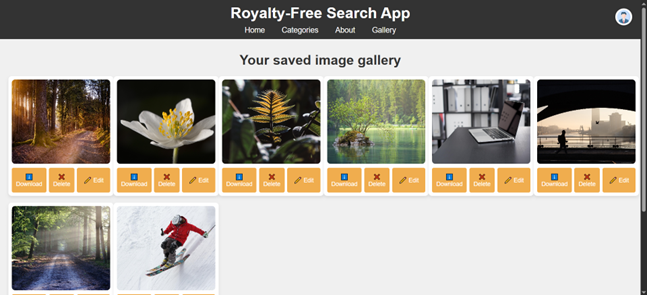 Royalty-Free Search App
Home Categories About Gallery
Your saved image gallery
Download Delete Edit Download Delete Edit Download Delete Edit Download Delete Edit Download Delete Edit Download Delete Edit